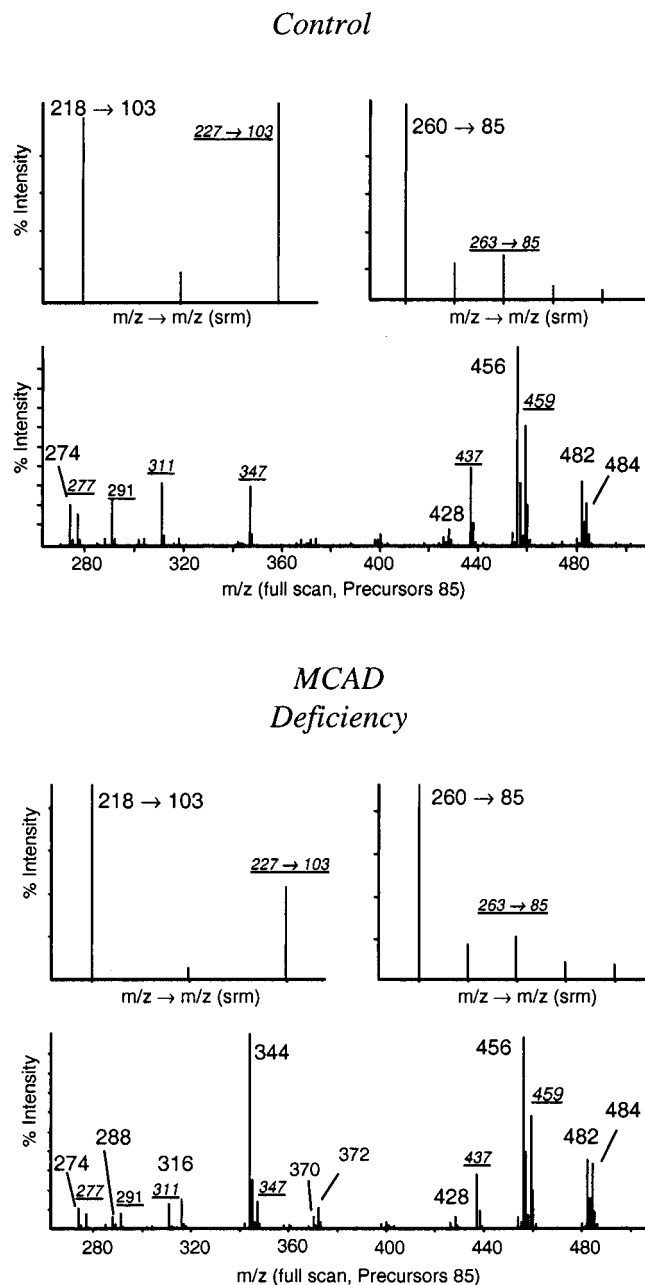 Control
218 → 103
227 → 103
% Intensity
m/z → m/z (srm)
260 → 85
263 → 85
m/z → m/z (srm)
% Intensity
274
277
291
311
347
428
437
456
459
482
484
280 320 360 400 440 480
m/z (full scan, Precursors 85)
MCAD
Deficiency
218 → 103
227 → 103
% Intensity
m/z → m/z (srm)
260 → 85
263 → 85
m/z → m/z (srm)
% Intensity
274
277
288
291
311
316
344
347
370
372
428
437
456
459
482
484
280 320 360 400 440 480
m/z (full scan, Precursors 85)